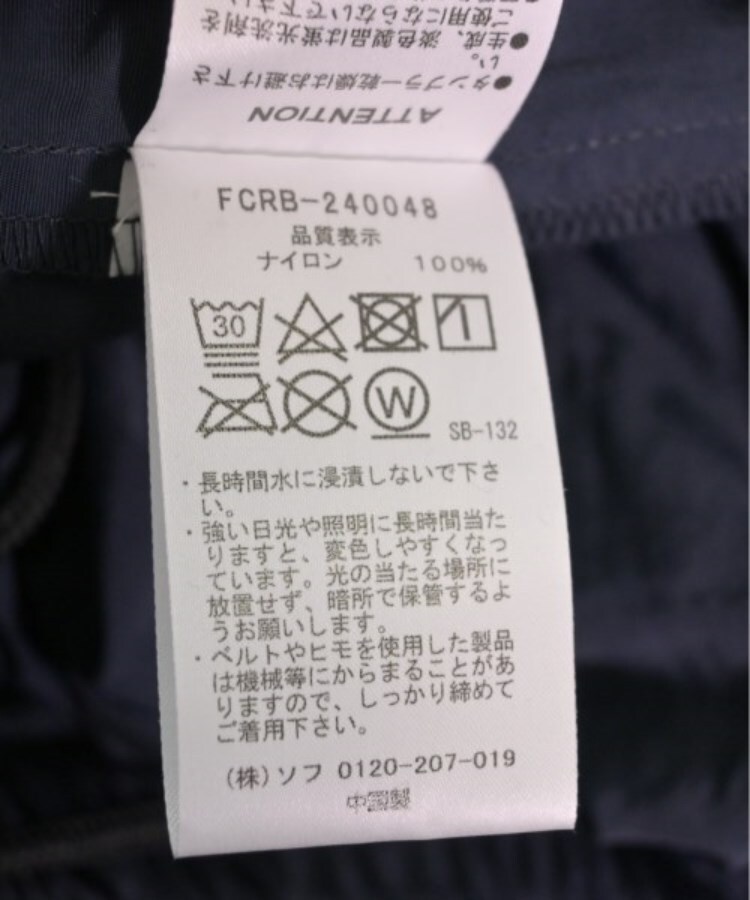 ATTENTION
●タンブラー乾燥はお避け下さ
い。
●生成、淡色製品は蛍光洗剤を
ご使用にならないで下さい
FCRB-240048
品質表示
ナイロン 100%
30
W
SB-132
・長時間水に浸漬しないで下さ
い。
・強い日光や照明に長時間当た
りますと、変色しやすくなっ
ています。光の当たる場所に
放置せず、暗所で保管するよ
うお願いします。
・ベルトやヒモを使用した製品
は機械等にからまることがあ
りますので、しっかり締めて
ご着用下さい。
(株)ソフ 0120-207-019
中国製